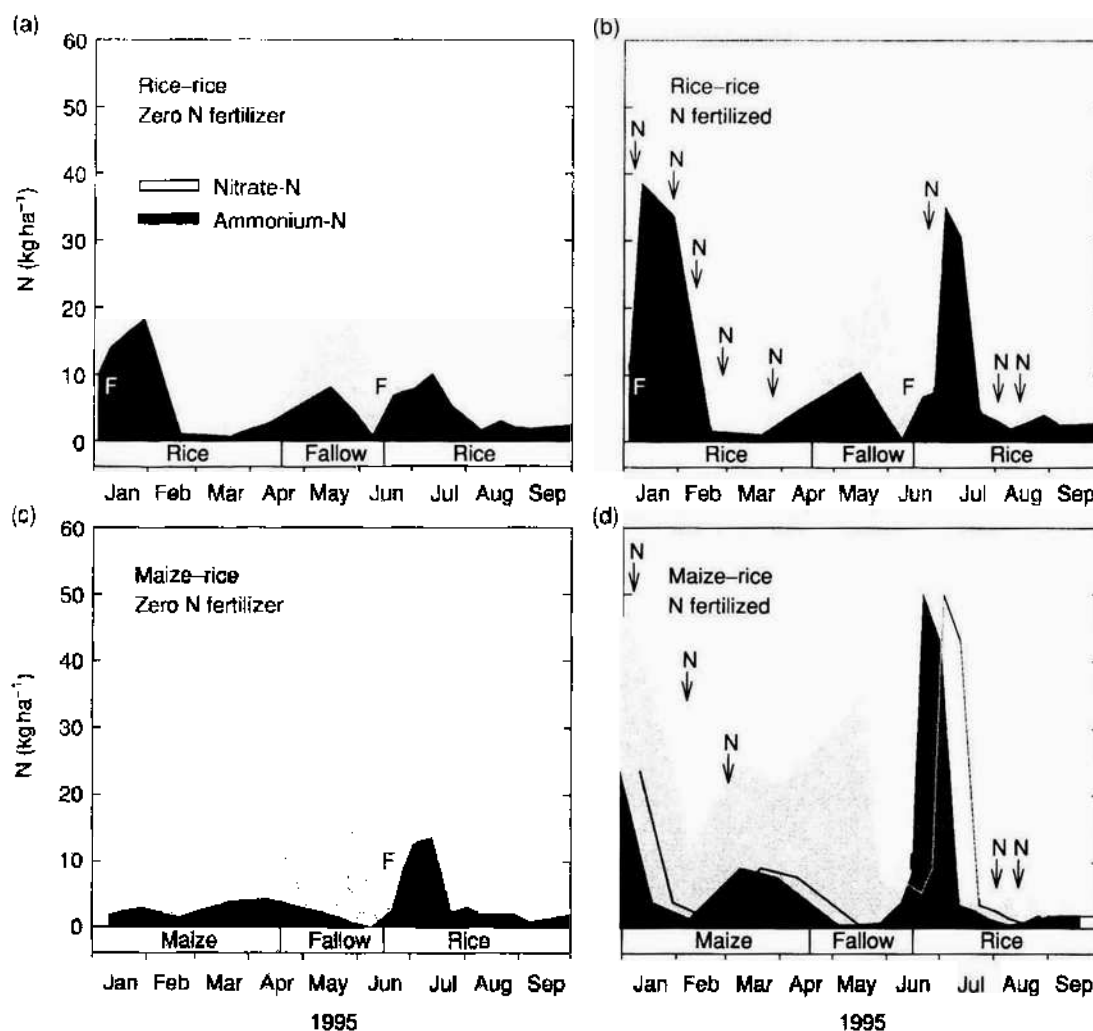 (a)
60
50
40
30
20
10
0
N (kg ha⁻¹)
Rice–rice
Zero N fertilizer
Nitrate-N
Ammonium-N
F
F
Rice Fallow Rice
Jan Feb Mar Apr May Jun Jul Aug Sep
(b)
Rice–rice
N fertilized
N
N
N
N
N
N
N N
F
F
Rice Fallow Rice
Jan Feb Mar Apr May Jun Jul Aug Sep
(c)
60
50
40
30
20
10
0
N (kg ha⁻¹)
Maize–rice
Zero N fertilizer
F
Maize Fallow Rice
Jan Feb Mar Apr May Jun Jul Aug Sep
1995
(d)
Maize–rice
N fertilized
N
N
N
N N
Maize Fallow Rice
Jan Feb Mar Apr May Jun Jul Aug Sep
1995